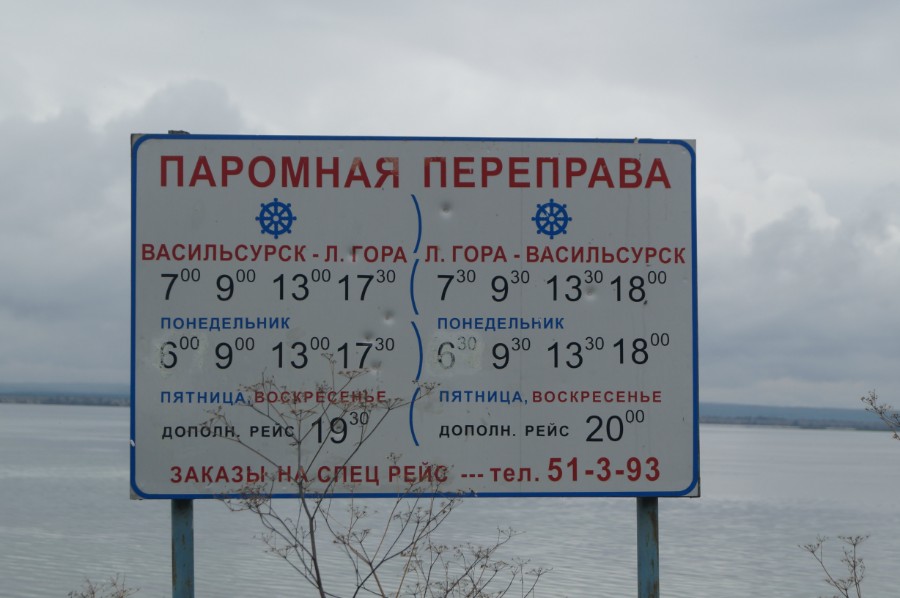 ПАРОМНАЯ ПЕРЕПРАВА
ВАСИЛЬСУРСК - Л. ГОРА
7⁰⁰ 9⁰⁰ 13⁰⁰ 17³⁰
ПОНЕДЕЛЬНИК
6⁰⁰ 9⁰⁰ 13⁰⁰ 17³⁰
ПЯТНИЦА, ВОСКРЕСЕНЬЕ
ДОПОЛН. РЕЙС 19³⁰
Л. ГОРА - ВАСИЛЬСУРСК
7³⁰ 9³⁰ 13³⁰ 18⁰⁰
ПОНЕДЕЛЬНИК
6³⁰ 9³⁰ 13³⁰ 18⁰⁰
ПЯТНИЦА, ВОСКРЕСЕНЬЕ
ДОПОЛН. РЕЙС 20⁰⁰
ЗАКАЗЫ НА СПЕЦ РЕЙС --- тел. 51-3-93